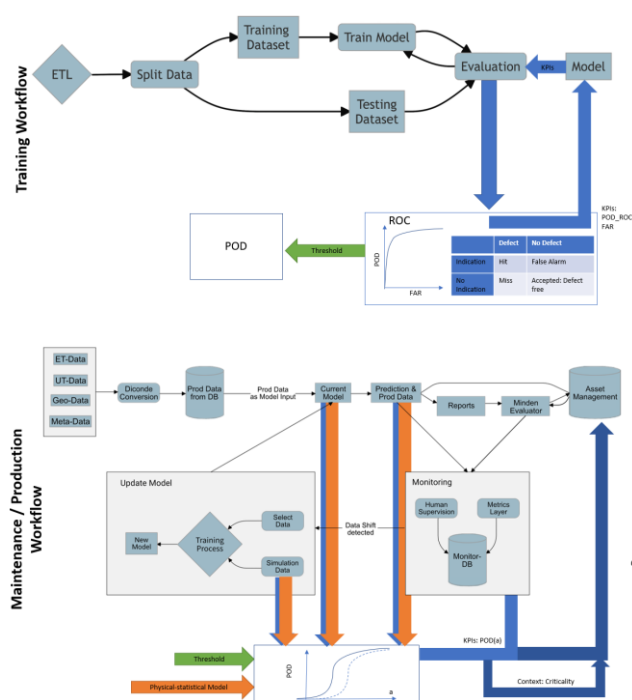 Training Workflow
ETL
Split Data
Training
Dataset
Train Model
Testing
Dataset
Evaluation
KPIs
Model
KPIs:
POD_ROC
FAR
POD
Threshold
ROC
POD
FAR
Defect
No Defect
Indication
Hit
False Alarm
No
Indication
Miss
Accepted: Defect
free
Maintenance / Production
Workflow
ET-Data
UT-Data
Geo-Data
Meta-Data
Diconde
Conversion
Prod Data
from DB
Prod Data
as Model Input
Current
Model
Prediction &
Prod Data
Reports
Minden
Evaluator
Asset
Management
Update Model
New
Model
Training
Process
Select
Data
Simulation
Data
Data Shift
detected
Monitoring
Human
Supervision
Metrics
Layer
Monitor-
DB
Threshold
Physical-statistical Model
POD
a
KPIs: POD(a)
Context: Criticality